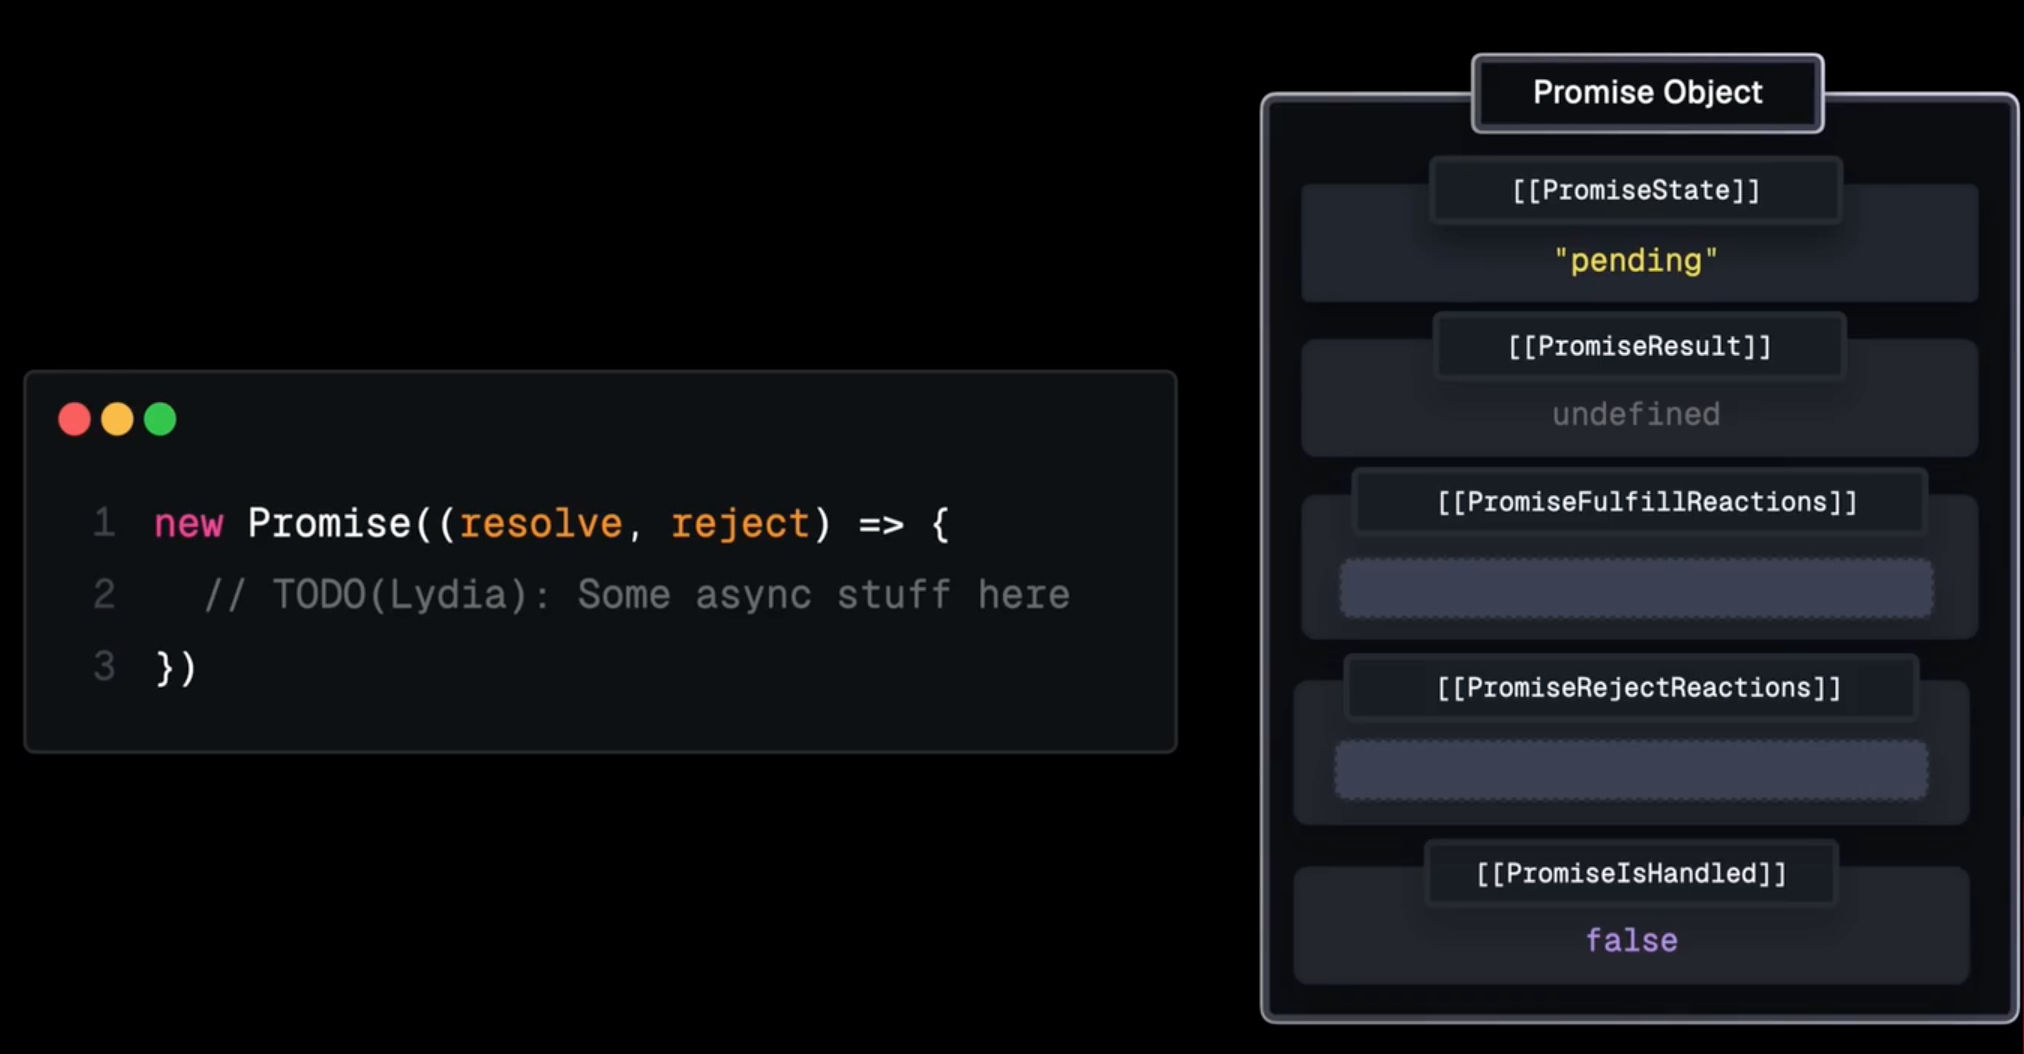 1 new Promise((resolve, reject) => {
2 // TODO(Lydia): Some async stuff here
3 })
Promise Object
[[PromiseState]]
"pending"
[[PromiseResult]]
undefined
[[PromiseFulfillReactions]]
[[PromiseRejectReactions]]
[[PromiseIsHandled]]
false